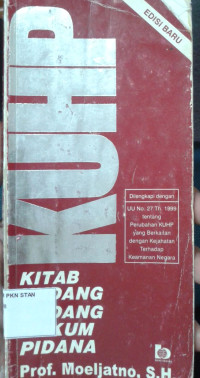 EDISI BARU
KUHP
Dilengkapi dengan
UU No. 27 Th. 1999
tentang
Perubahan KUHP
yang Berkaitan
dengan Kejahatan
Terhadap
Keamanan Negara
KITAB
DANG
DANG
KUM
PIDANA
PKN STAN
Prof. Moeljatno, S.H.